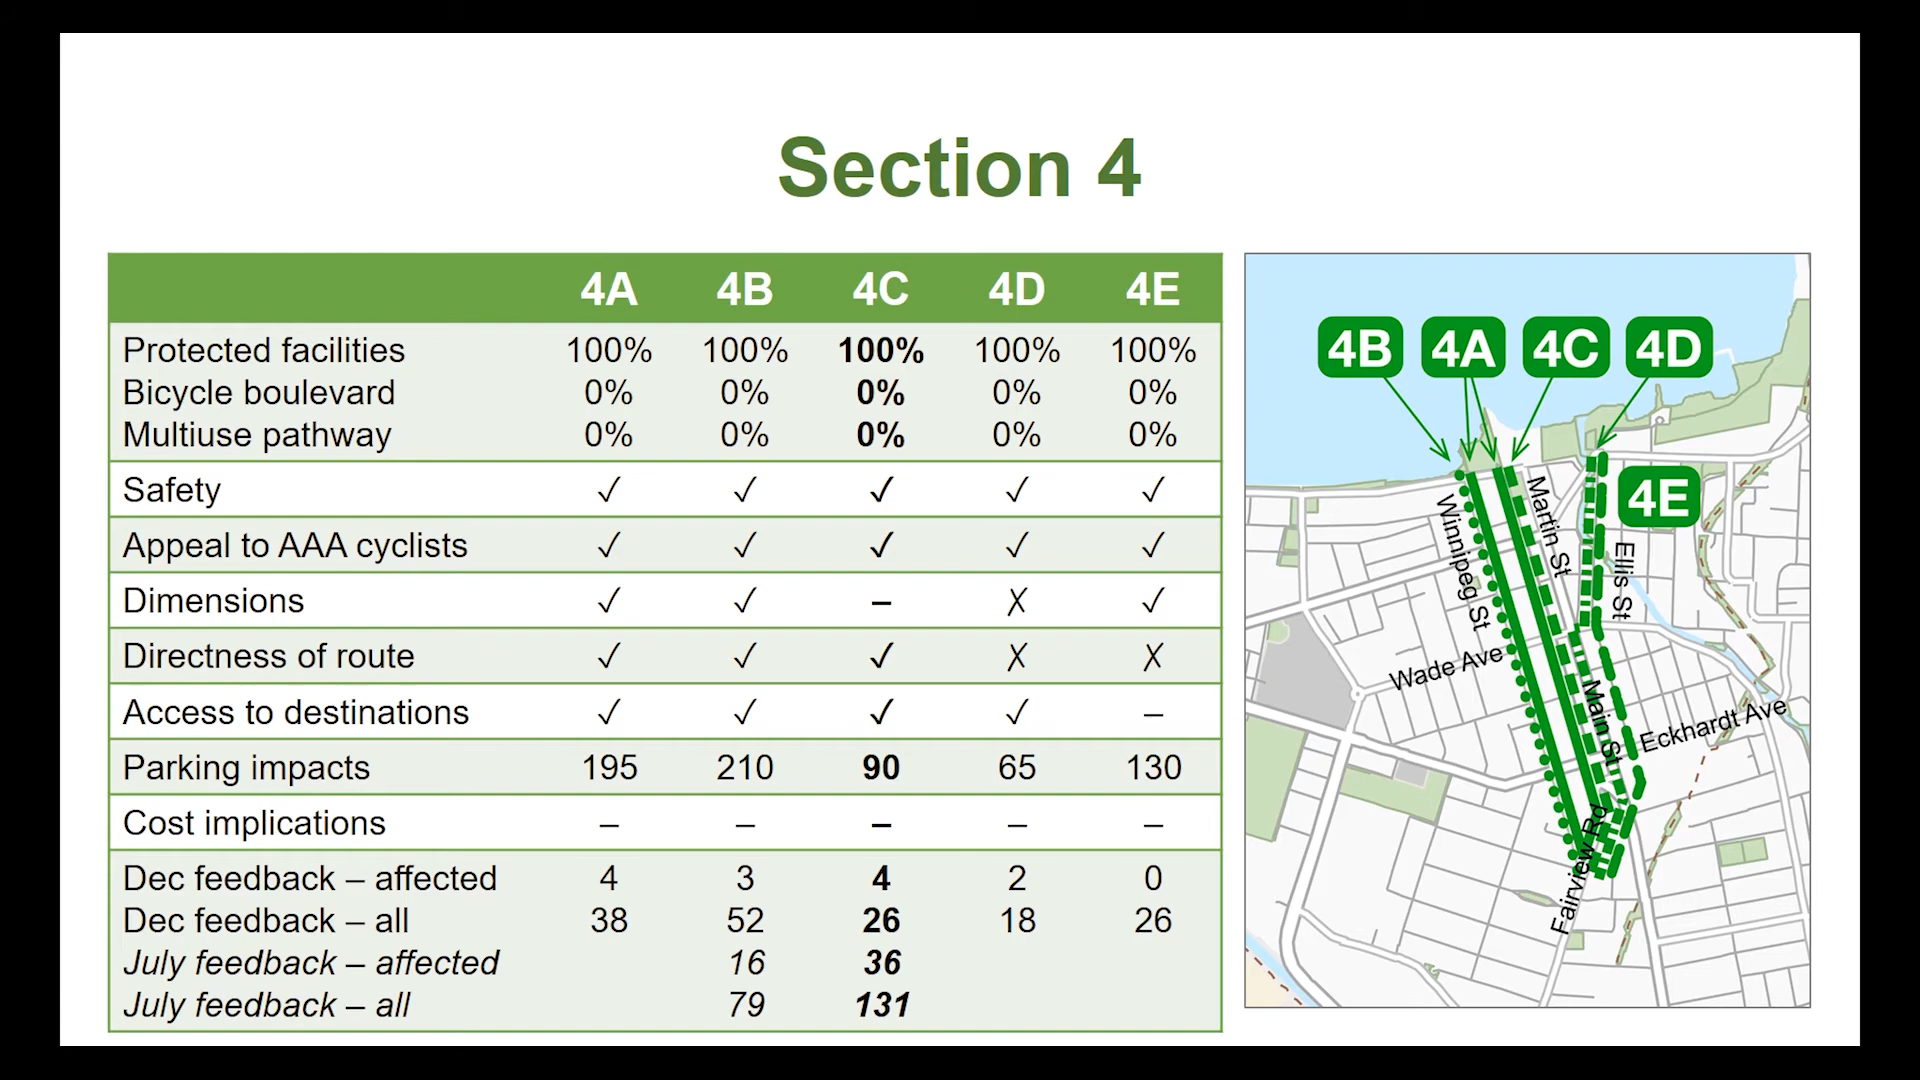 Section 4
4A 4B 4C 4D 4E
Protected facilities 100% 100% 100% 100% 100%
Bicycle boulevard 0% 0% 0% 0% 0%
Multiuse pathway 0% 0% 0% 0% 0%
Safety ✓ ✓ ✓ ✓ ✓
Appeal to AAA cyclists ✓ ✓ ✓ ✓ ✓
Dimensions ✓ ✓ – X ✓
Directness of route ✓ ✓ ✓ X X
Access to destinations ✓ ✓ ✓ ✓ –
Parking impacts 195 210 90 65 130
Cost implications – – – – –
Dec feedback – affected 4 3 4 2 0
Dec feedback – all 38 52 26 18 26
July feedback – affected 16 36
July feedback – all 79 131
4B 4A 4C 4D
4E
Winnipeg St
Martin St
Ellis St
Wade Ave
Main St
Eckhardt Ave
Fairview Rd